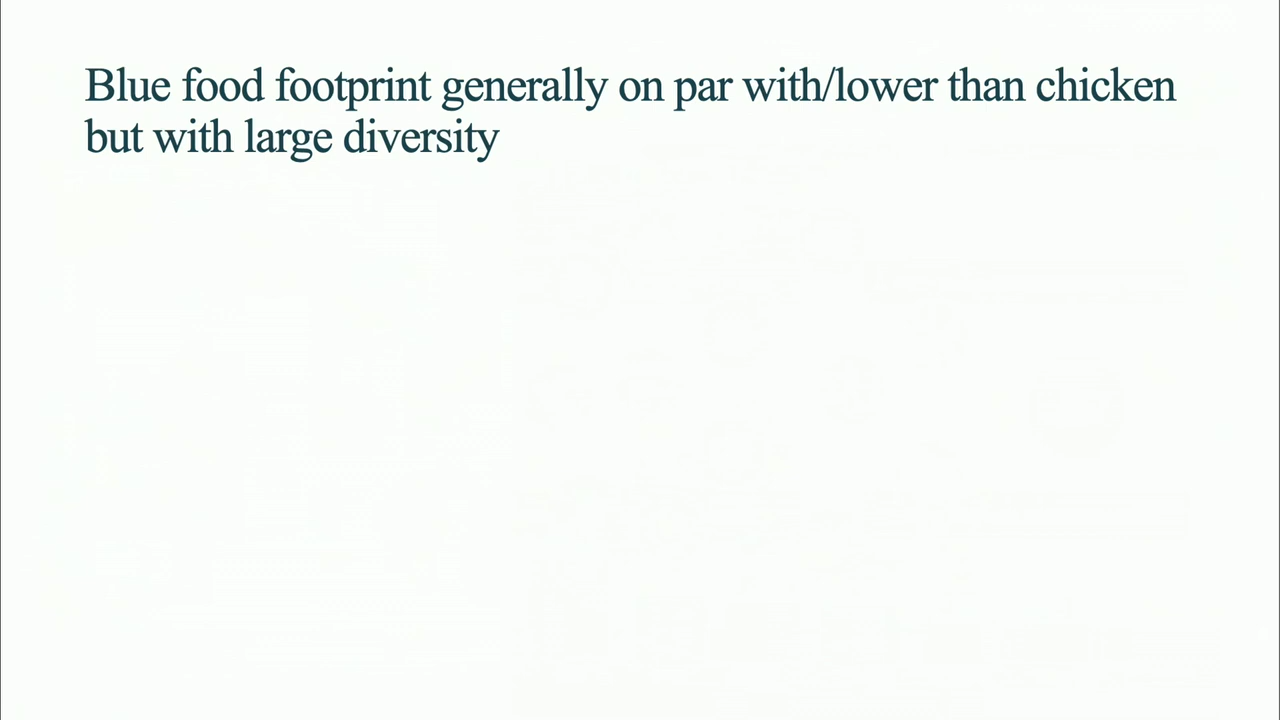 Blue food footprint generally on par with/lower than chicken
but with large diversity